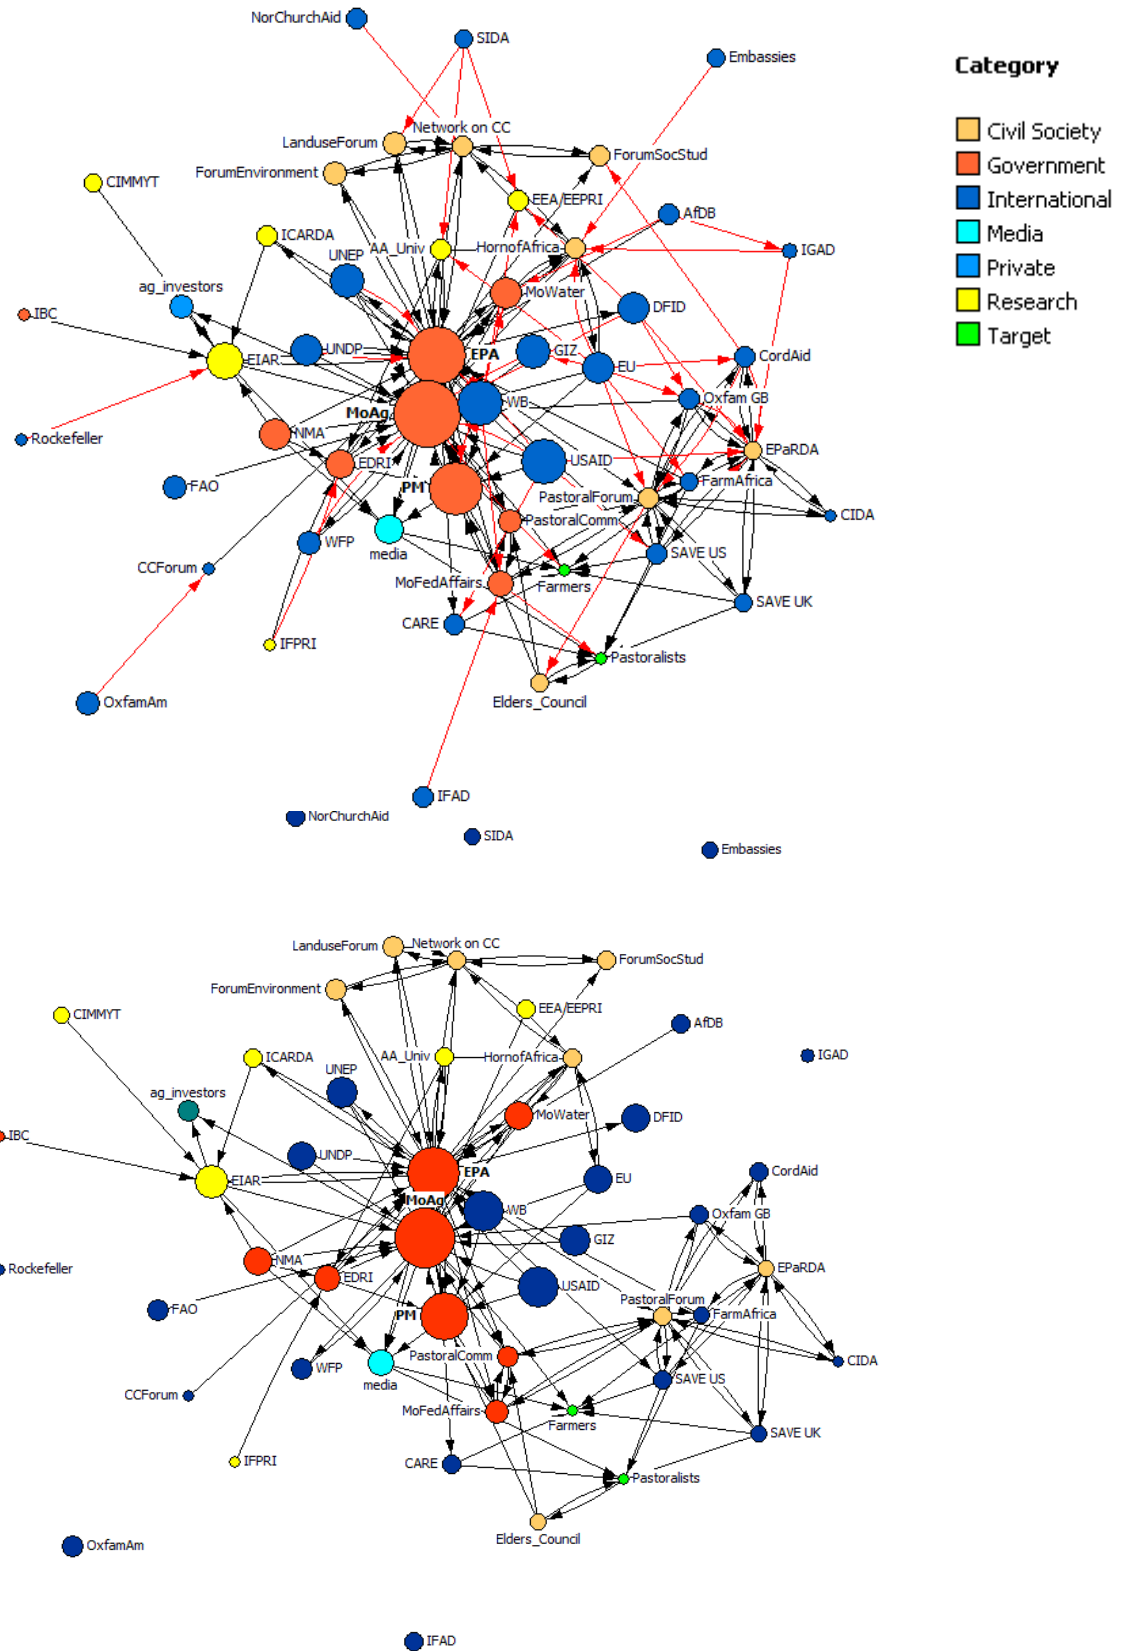 NorChurchAid
SIDA
Embassies
Category
Network on CC
LanduseForum
ForumSocStud
Civil Society
ForumEnvironment
Government
CIMMYT
EEA/EEPRI
International
AfDB
ICARDA
AA_Univ
HornofAfrica
IGAD
Media
UNEP
Private
ag_investors
MoWater
Research
IBC
DFID
Target
UNDP
EPA
GIZ
EIAR
EU
CordAid
WB
Oxfam GB
MoAg
NMA
Rockefeller
EDRI
USAID
EPaRDA
FAO
PM
FarmAfrica
PastoralForum
CIDA
PastoralComm
media
WFP
SAVE US
CCForum
MoFedAffairs
Farmers
SAVE UK
CARE
IFPRI
Pastoralists
OxfamAm
Elders_Council
IFAD
NorChurchAid
SIDA
Embassies
LanduseForum
Network on CC
ForumSocStud
ForumEnvironment
EEA/EEPRI
CIMMYT
AfDB
ICARDA
AA_Univ
HornofAfrica
IGAD
UNEP
ag_investors
MoWater
DFID
IBC
UNDP
EPA
EIAR
EU
CordAid
MoAg
WB
Oxfam GB
GIZ
NMA
Rockefeller
EDRI
USAID
EPaRDA
FAO
PastoralForum
PM
FarmAfrica
PastoralComm
CIDA
WFP
media
SAVE US
CCForum
MoFedAffairs
Farmers
SAVE UK
IFPRI
CARE
Pastoralists
OxfamAm
Elders_Council
IFAD